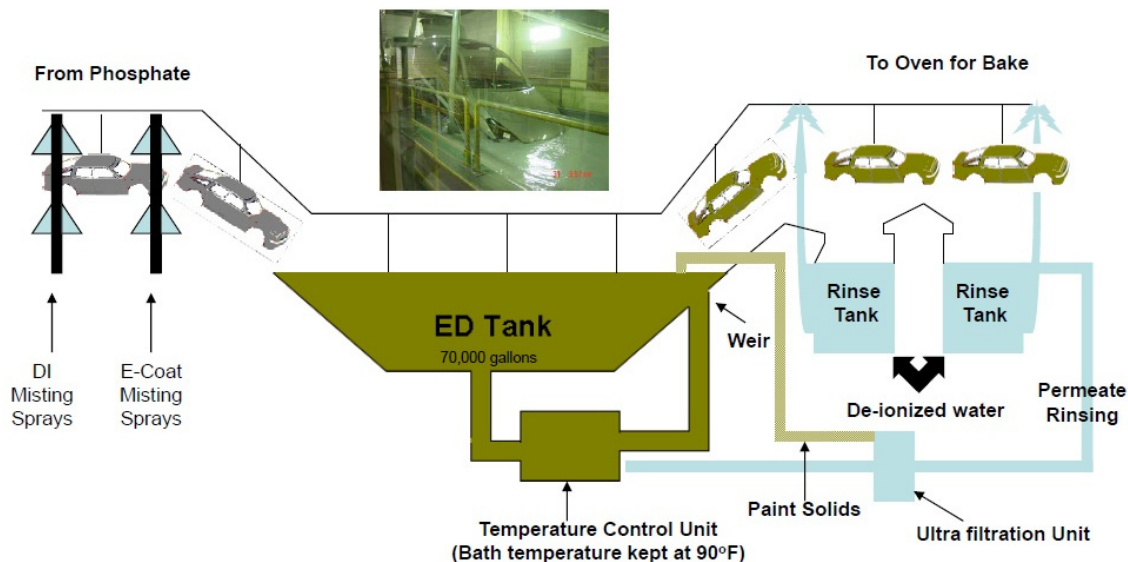 From Phosphate
To Oven for Bake
DI
Misting
Sprays
E-Coat
Misting
Sprays
ED Tank
70,000 gallons
Weir
Rinse
Tank
Rinse
Tank
De-ionized water
Permeate
Rinsing
Paint Solids
Temperature Control Unit
(Bath temperature kept at 90°F)
Ultra filtration Unit